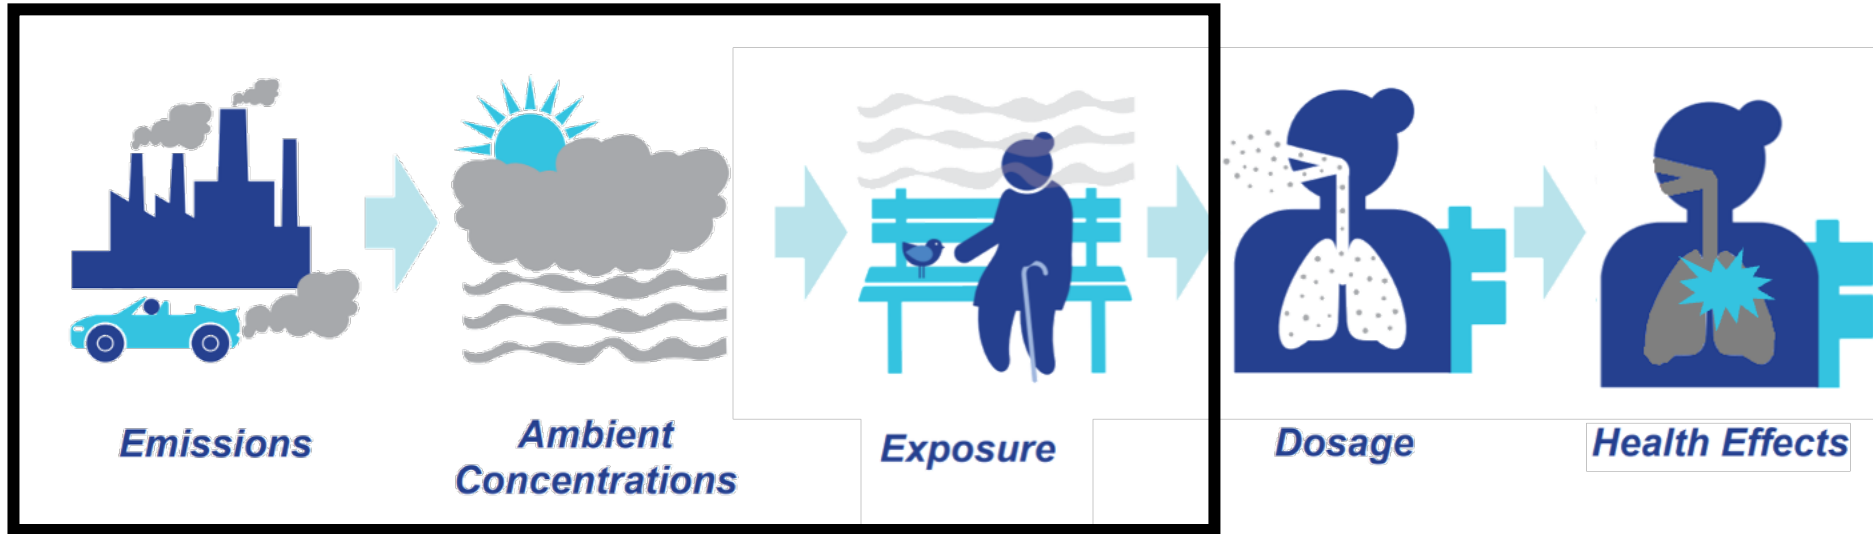 Emissions
Ambient
Concentrations
Exposure
Dosage
Health Effects